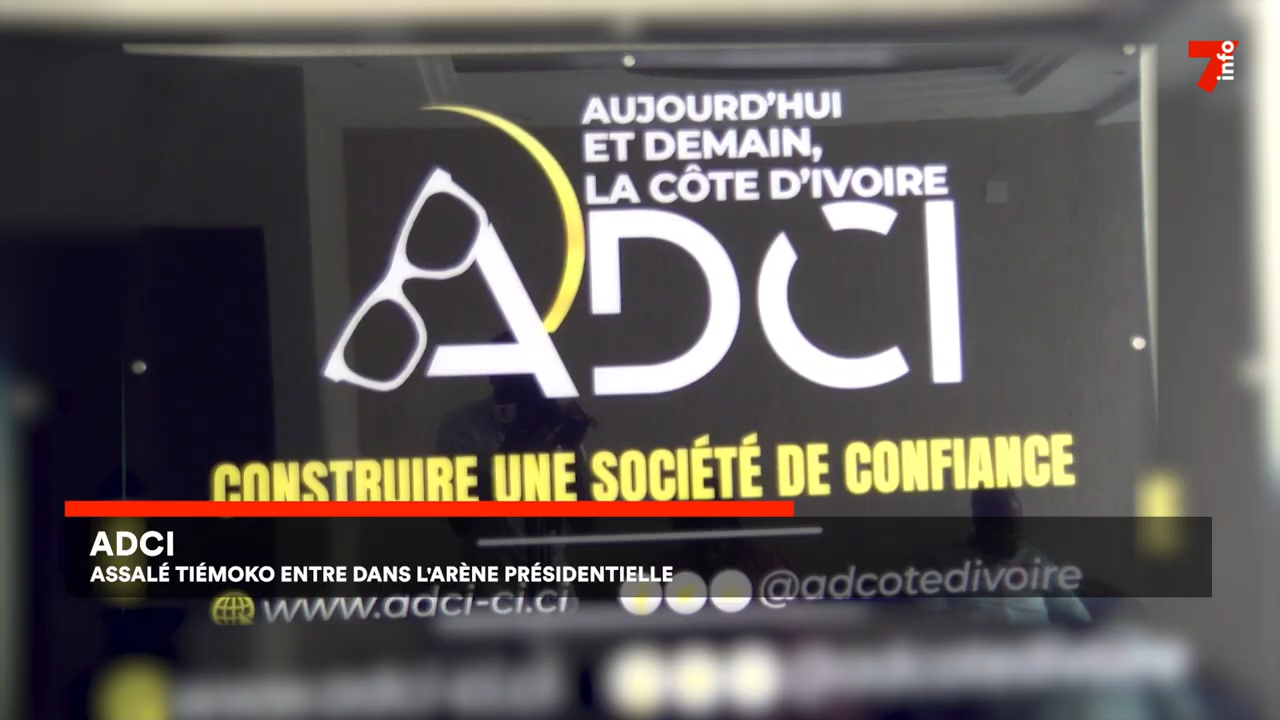 7info
AUJOURD'HUI
ET DEMAIN,
LA CÔTE D'IVOIRE
ADCI
CONSTRUIRE UNE SOCIÉTÉ DE CONFIANCE
ADCI
ASSALÉ TIÉMOKO ENTRE DANS L'ARÈNE PRÉSIDENTIELLE
www.adci-ci.ci @adcotedivoire